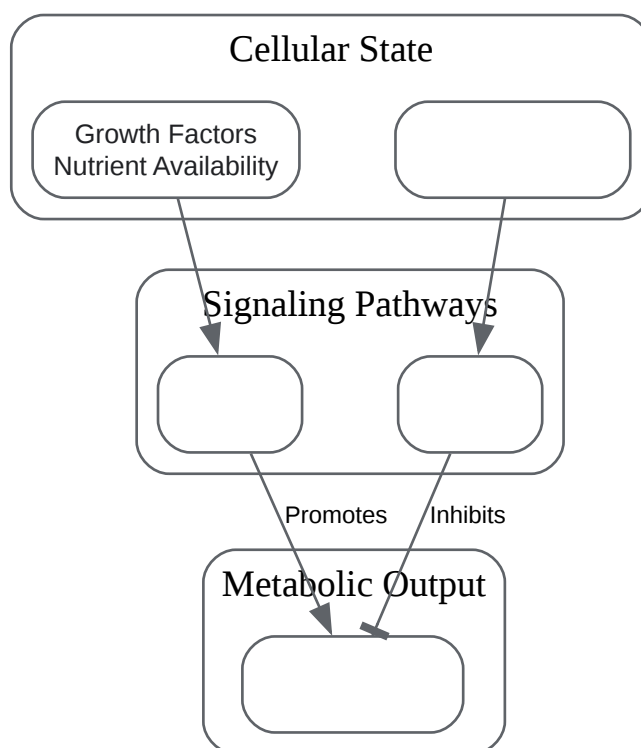 Cellular State
Growth Factors
Nutrient Availability
Signaling Pathways
Promotes
Inhibits
Metabolic Output